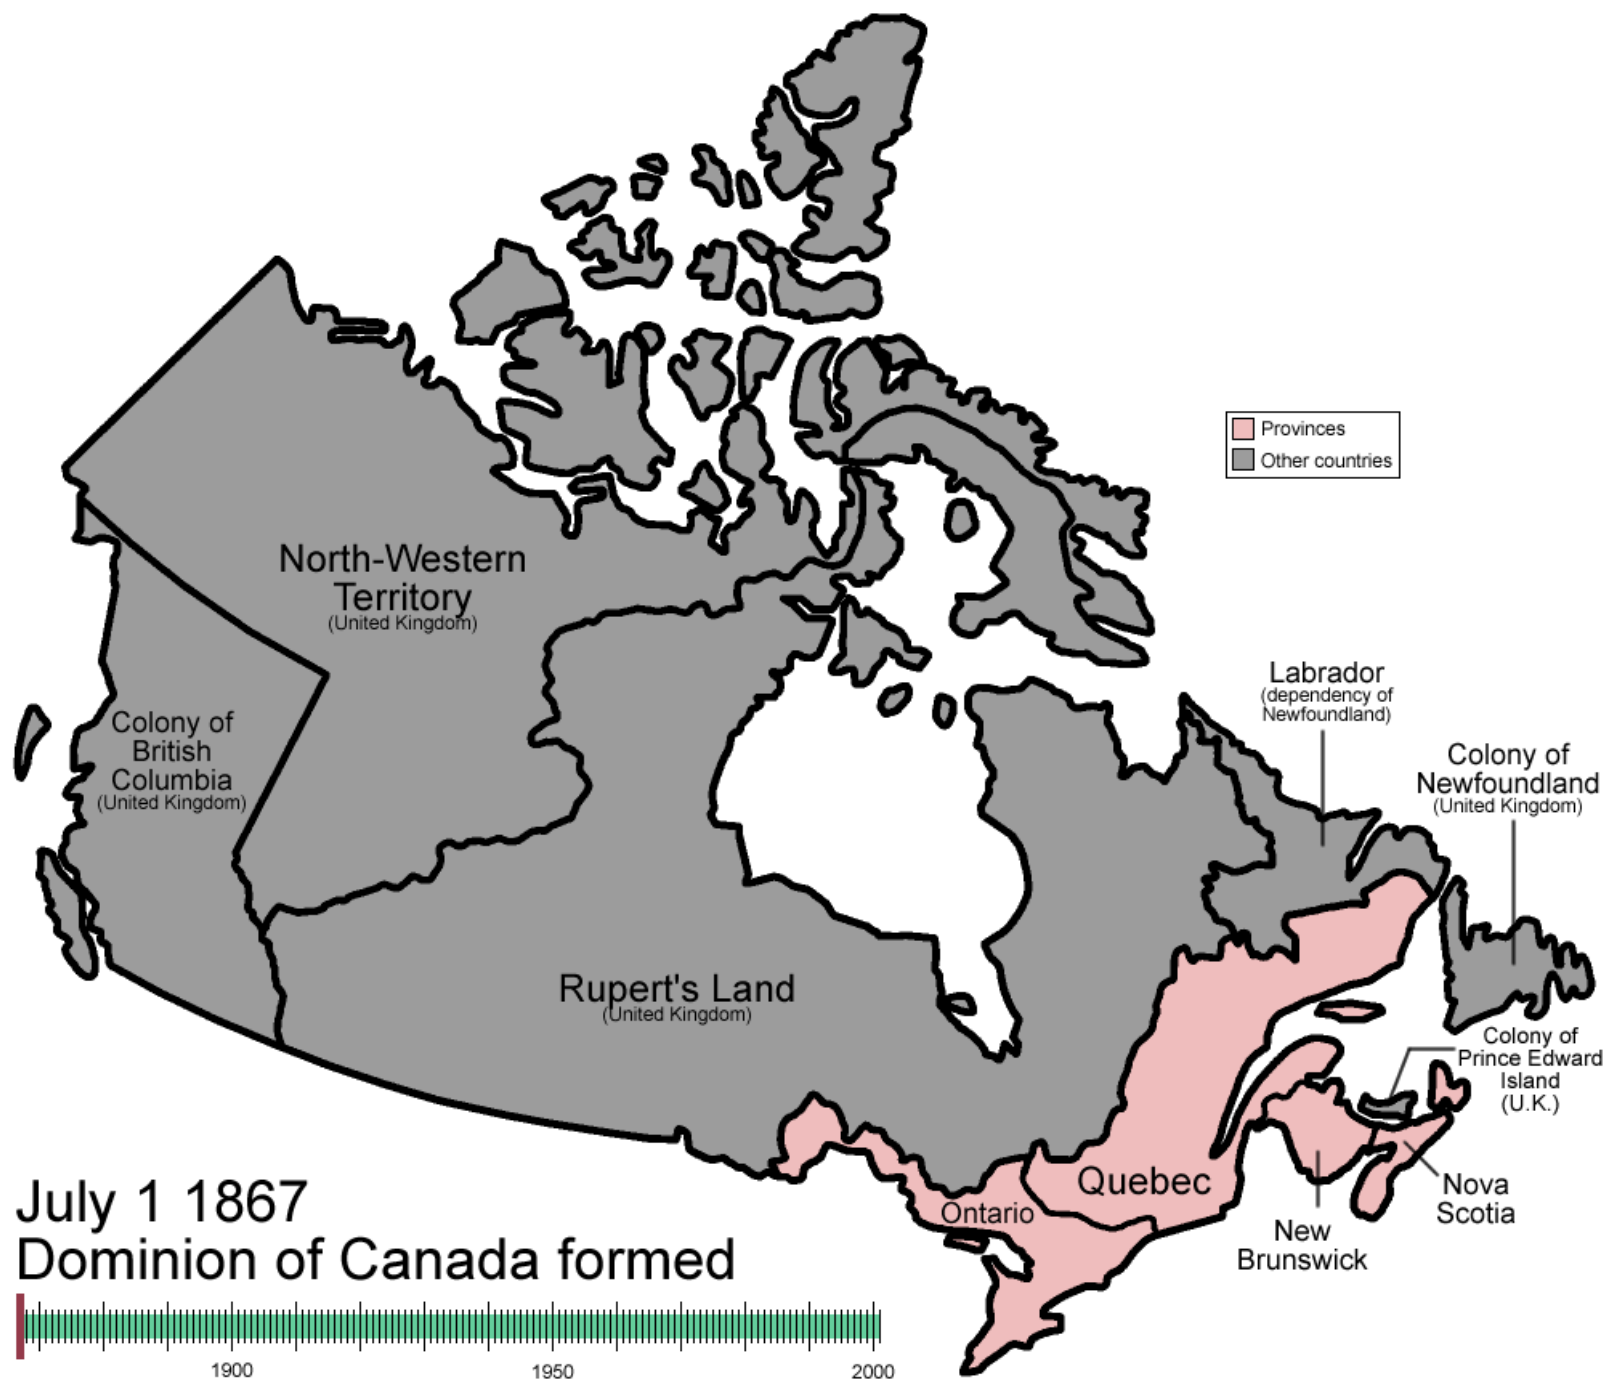 Provinces
Other countries
North-Western
Territory
(United Kingdom)
Labrador
(dependency of
Newfoundland)
Colony of
British
Columbia
(United Kingdom)
Colony of
Newfoundland
(United Kingdom)
Rupert's Land
(United Kingdom)
Colony of
Prince Edward
Island
(U.K.)
Quebec
Nova
Scotia
Ontario
New
Brunswick
July 1 1867
Dominion of Canada formed
1900 1950 2000